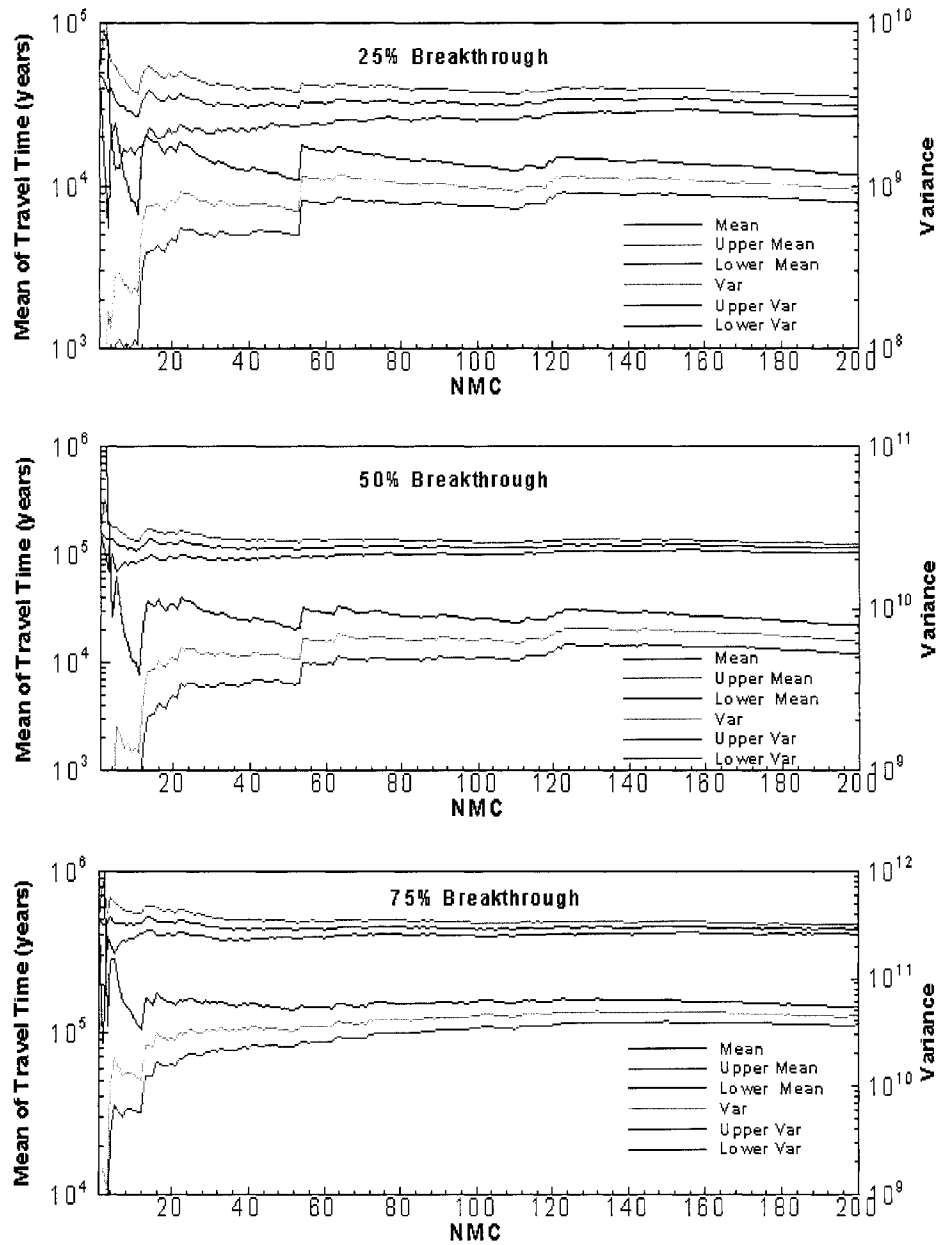 25% Breakthrough
Mean of Travel Time (years)
10^5
10^4
10^3
Variance
10^10
10^9
10^8
Mean
Upper Mean
Lower Mean
Var
Upper Var
Lower Var
20 40 60 80 100 120 140 160 180 200
NMC
50% Breakthrough
Mean of Travel Time (years)
10^6
10^5
10^4
10^3
Variance
10^11
10^10
10^9
Mean
Upper Mean
Lower Mean
Var
Upper Var
Lower Var
20 40 60 80 100 120 140 160 180 200
NMC
75% Breakthrough
Mean of Travel Time (years)
10^6
10^5
10^4
Variance
10^12
10^11
10^10
10^9
Mean
Upper Mean
Lower Mean
Var
Upper Var
Lower Var
20 40 60 80 100 120 140 160 180 200
NMC